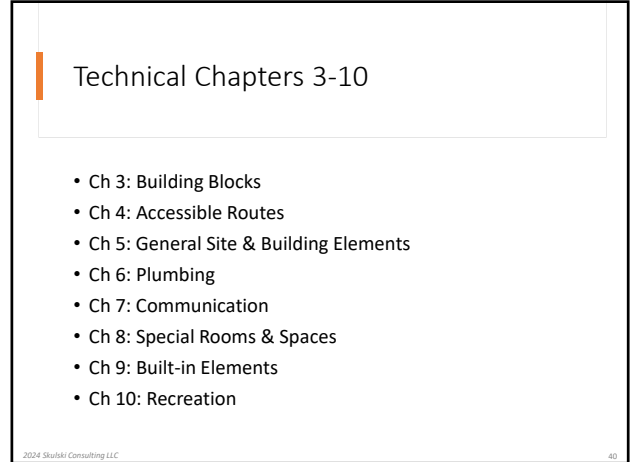 Technical Chapters 3-10
• Ch 3: Building Blocks
• Ch 4: Accessible Routes
• Ch 5: General Site & Building Elements
• Ch 6: Plumbing
• Ch 7: Communication
• Ch 8: Special Rooms & Spaces
• Ch 9: Built-in Elements
• Ch 10: Recreation
2024 Skulski Consulting LLC
40